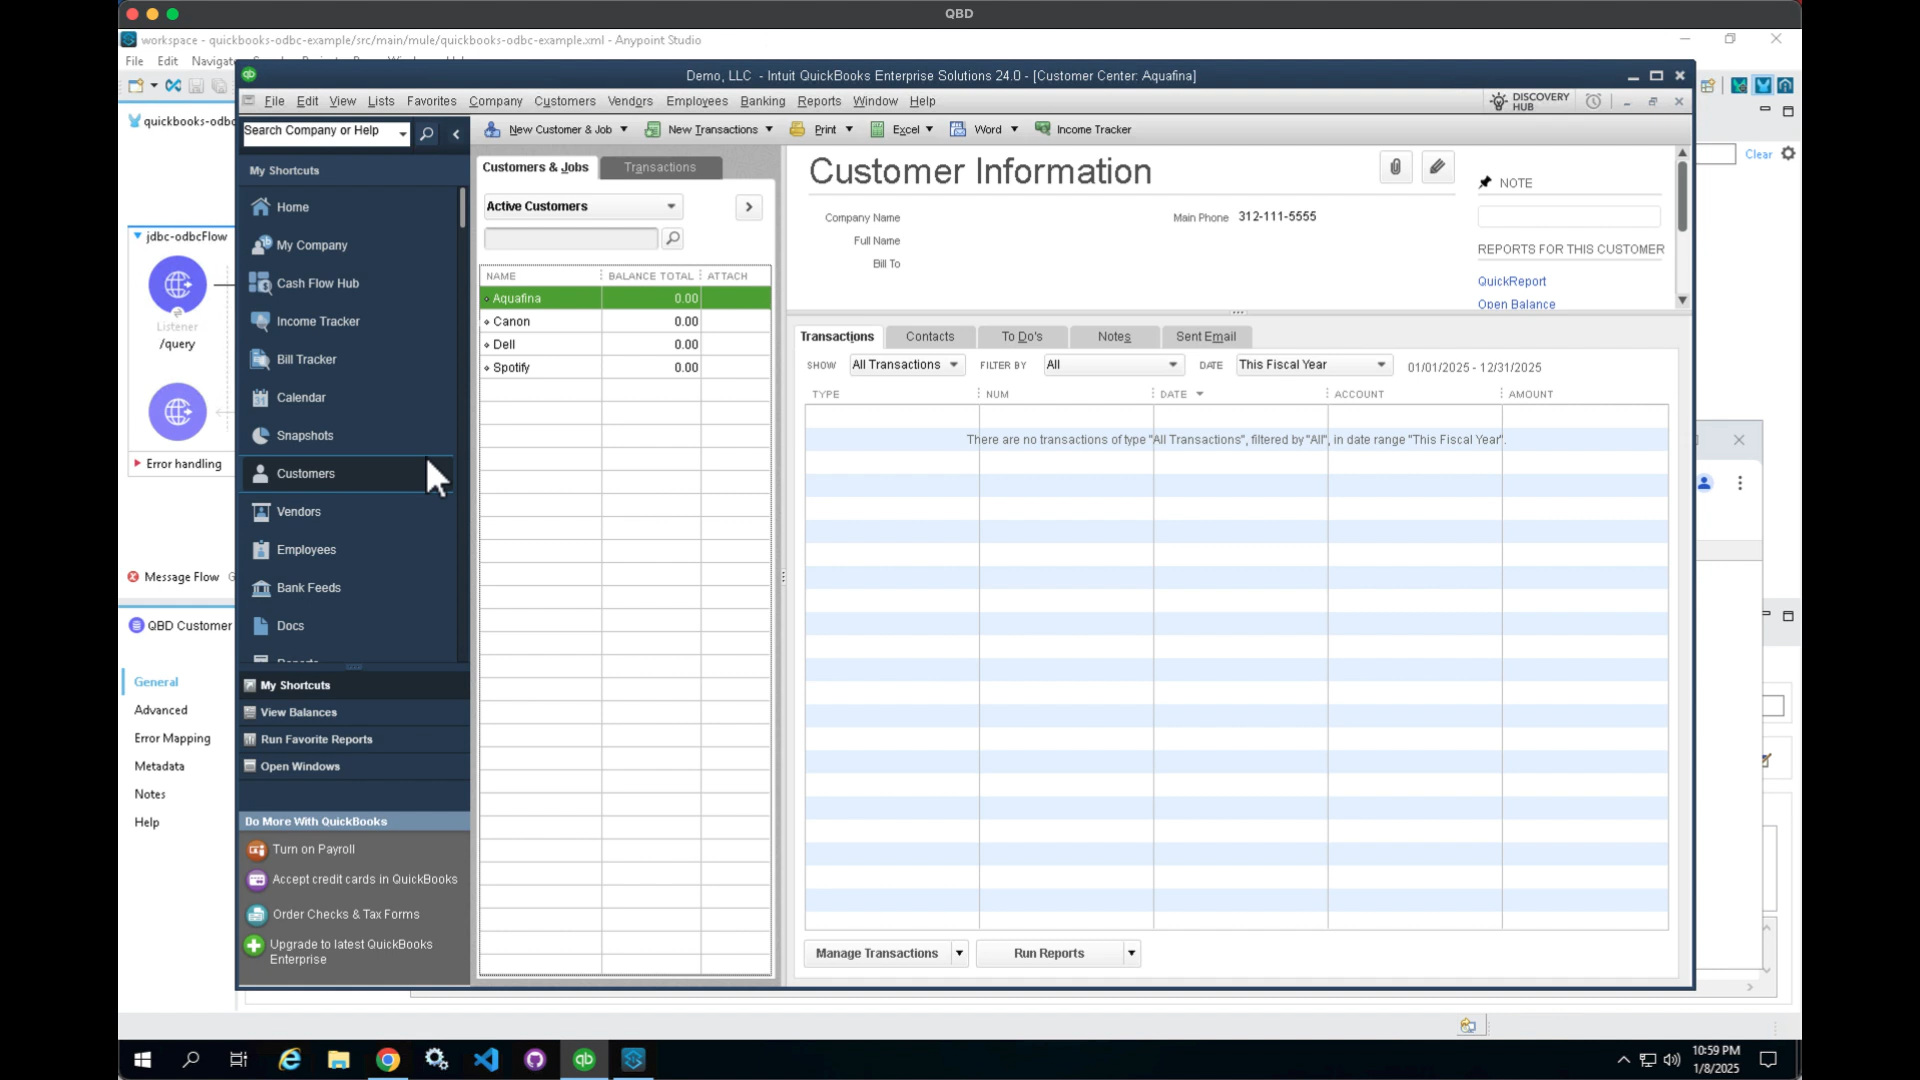 QBD
workspace - quickbooks-odbc-example/src/main/mule/quickbooks-odbc-example.xml - Anypoint Studio
File Edit Navigate
Demo, LLC - Intuit QuickBooks Enterprise Solutions 24.0 - [Customer Center: Aquafina]
File Edit View Lists Favorites Company Customers Vendors Employees Banking Reports Window Help
DISCOVERY HUB
Search Company or Help
New Customer & Job New Transactions Print Excel Word Income Tracker
quickbooks-odbc
Clear
My Shortcuts
Home
My Company
Cash Flow Hub
Income Tracker
Bill Tracker
Calendar
Snapshots
Customers
Vendors
Employees
Bank Feeds
Docs
Reports
My Shortcuts
View Balances
Run Favorite Reports
Open Windows
Do More With QuickBooks
Turn on Payroll
Accept credit cards in QuickBooks
Order Checks & Tax Forms
Upgrade to latest QuickBooks
Enterprise
jdbc-odbcFlow
Listener
/query
Error handling
Message Flow G
QBD Customer
General
Advanced
Error Mapping
Metadata
Notes
Help
Customers & Jobs Transactions
Active Customers
NAME BALANCE TOTAL ATTACH
Aquafina 0.00
Canon 0.00
Dell 0.00
Spotify 0.00
Customer Information
Company Name
Full Name
Bill To
Main Phone 312-111-5555
NOTE
REPORTS FOR THIS CUSTOMER
QuickReport
Open Balance
Transactions Contacts To Do's Notes Sent Email
SHOW All Transactions FILTER BY All DATE This Fiscal Year 01/01/2025 - 12/31/2025
TYPE NUM DATE ACCOUNT AMOUNT
There are no transactions of type "All Transactions", filtered by "All", in date range "This Fiscal Year".
Manage Transactions Run Reports
10:59 PM
1/8/2025